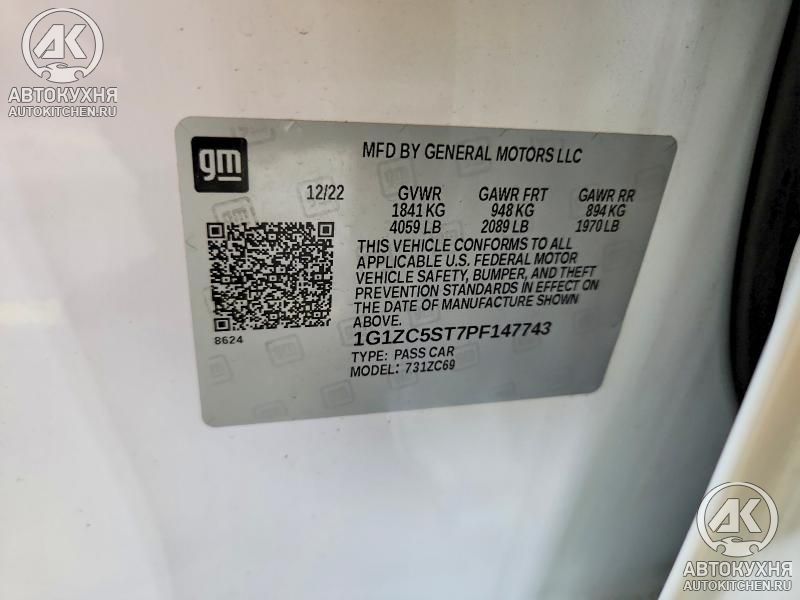 АК
АВТОКУХНЯ
AUTOKITCHEN.RU
gm
MFD BY GENERAL MOTORS LLC
12/22 GVWR GAWR FRT GAWR RR
1841 KG 948 KG 894 KG
4059 LB 2089 LB 1970 LB
THIS VEHICLE CONFORMS TO ALL
APPLICABLE U.S. FEDERAL MOTOR
VEHICLE SAFETY, BUMPER, AND THEFT
PREVENTION STANDARDS IN EFFECT ON
THE DATE OF MANUFACTURE SHOWN
ABOVE.
8624
1G1ZC5ST7PF147743
TYPE: PASS CAR
MODEL: 731ZC69
АК
АВТОКУХНЯ
AUTOKITCHEN.RU